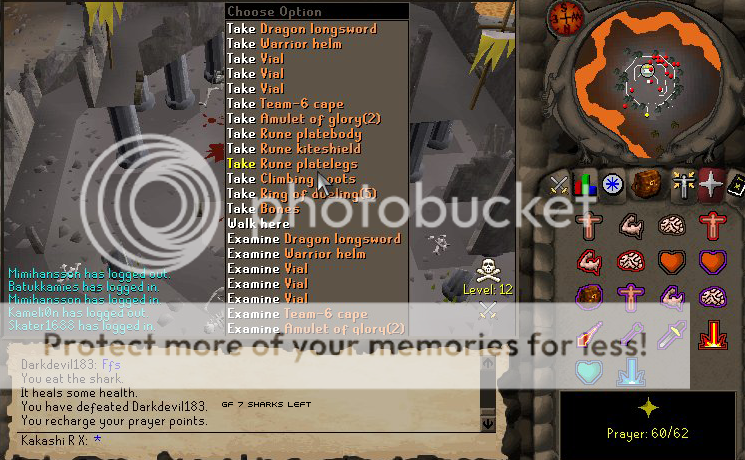 Choose Option
Take Dragon longsword
Take Warrior helm
Take Vial
Take Vial
Take Vial
Take Team-6 cape
Take Amulet of glory(2)
Take Rune platebody
Take Rune kiteshield
Take Rune platelegs
Take Climbing boots
Take Ring of dueling(5)
Take Bones
Walk here
Examine Dragon longsword
Examine Warrior helm
Examine Vial
Examine Vial
Examine Vial
Examine Team-6 cape
Examine Amulet of glory(2)
photobucket
Mimihansson has logged out.
Batukkamies has logged in.
Mimihansson has logged in.
Kameli0n has logged out.
Skater1688 has logged in.
Level: 12
Protect more of your memories for less!
Darkdevil183: Ffs
You eat the shark.
It heals some health.
You have defeated Darkdevil183.
GF 7 SHARKS LEFT
You recharge your prayer points.
Kakashi R X: *
Prayer: 60/62